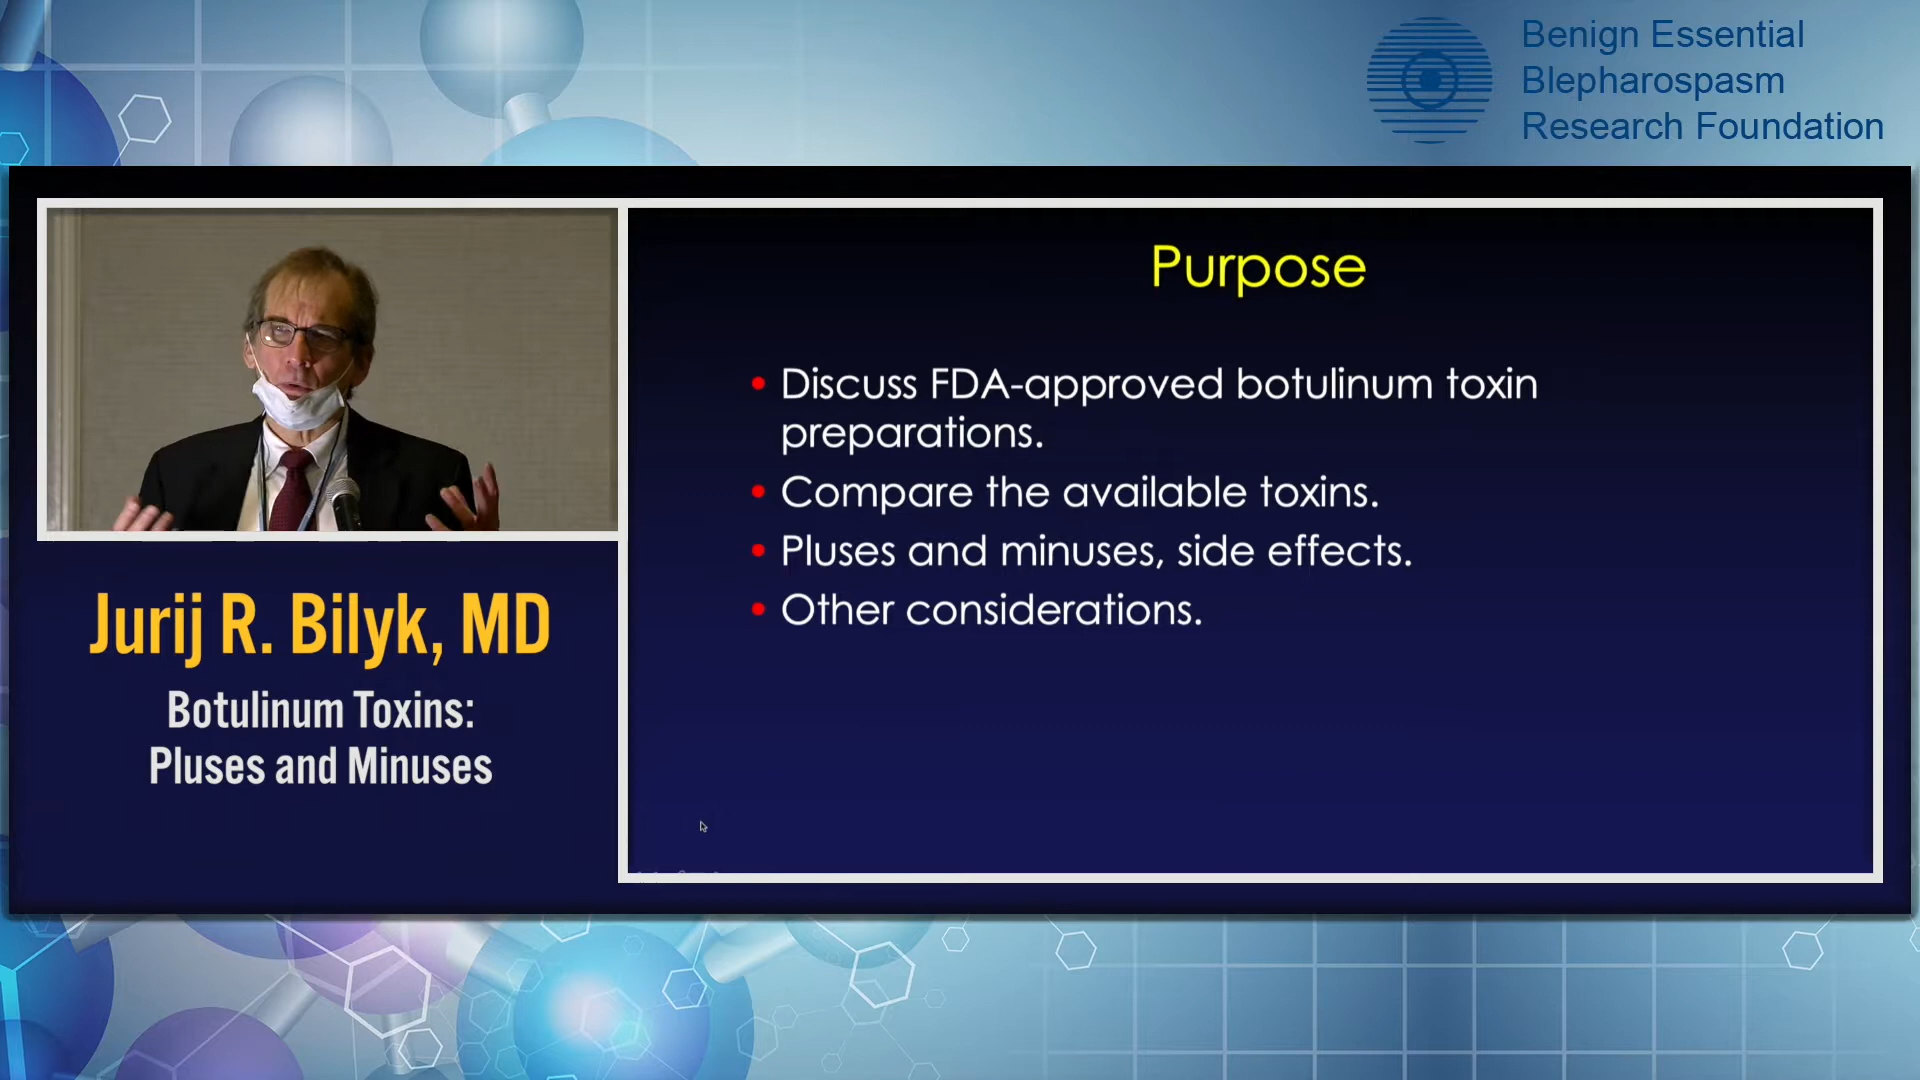 Benign Essential
Blepharospasm
Research Foundation
Purpose
• Discuss FDA-approved botulinum toxin
preparations.
• Compare the available toxins.
• Pluses and minuses, side effects.
• Other considerations.
Jurij R. Bilyk, MD
Botulinum Toxins:
Pluses and Minuses